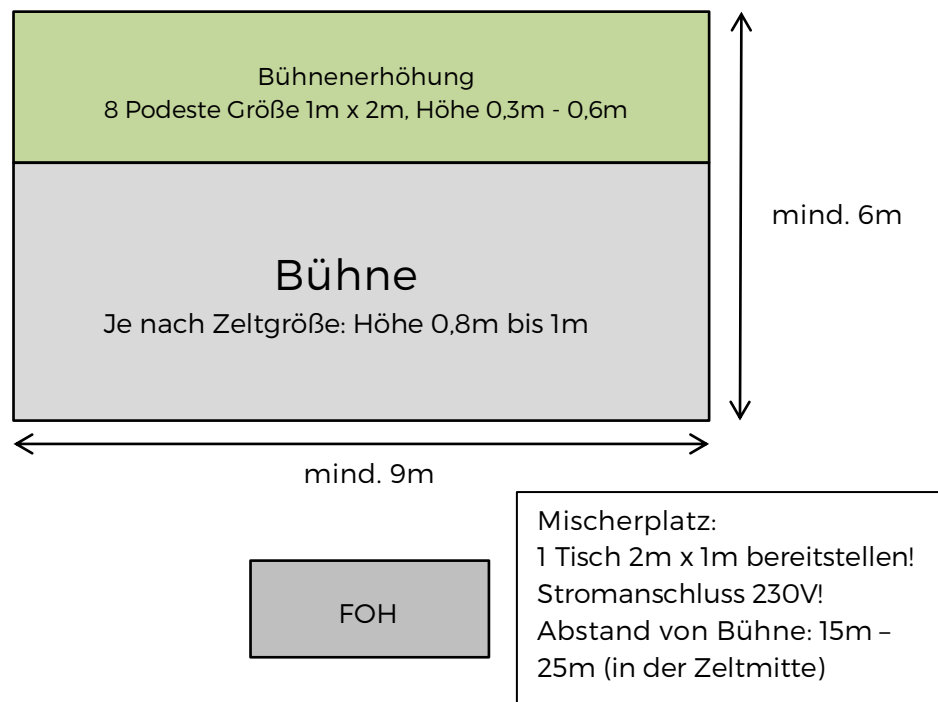 Bühnenerhöhung
8 Podeste Größe 1m x 2m, Höhe 0,3m - 0,6m
mind. 6m
Bühne
Je nach Zeltgröße: Höhe 0,8m bis 1m
mind. 9m
Mischerplatz:
1 Tisch 2m x 1m bereitstellen!
Stromanschluss 230V!
Abstand von Bühne: 15m –
25m (in der Zeltmitte)
FOH